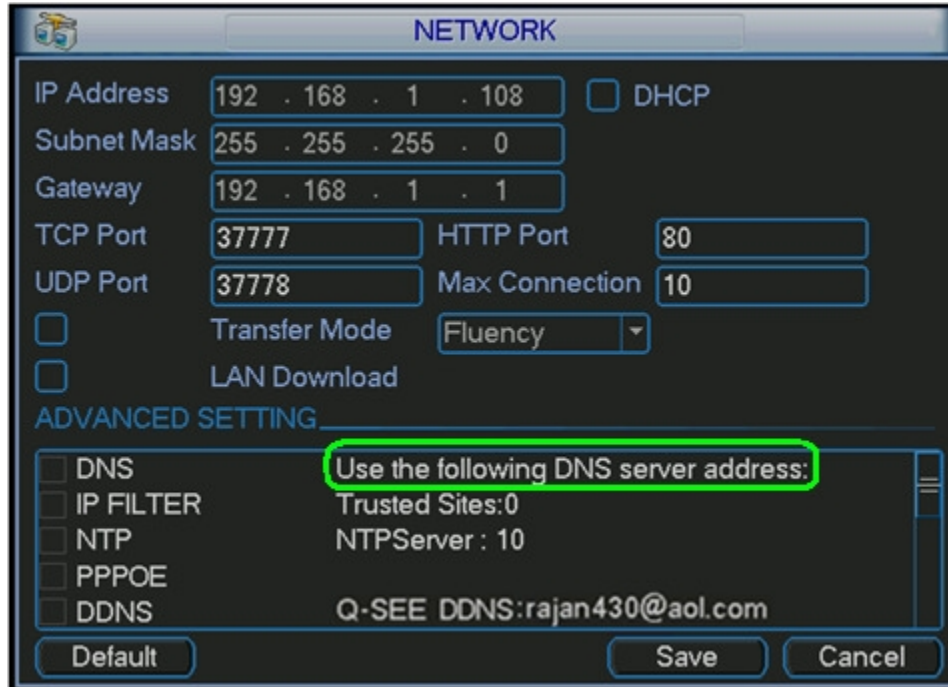 NETWORK
IP Address 192 . 168 . 1 . 108 DHCP
Subnet Mask 255 . 255 . 255 . 0
Gateway 192 . 168 . 1 . 1
TCP Port 37777 HTTP Port 80
UDP Port 37778 Max Connection 10
Transfer Mode Fluency
LAN Download
ADVANCED SETTING
DNS Use the following DNS server address:
IP FILTER Trusted Sites:0
NTP NTPServer : 10
PPPOE
DDNS Q-SEE DDNS:rajan430@aol.com
Default Save Cancel